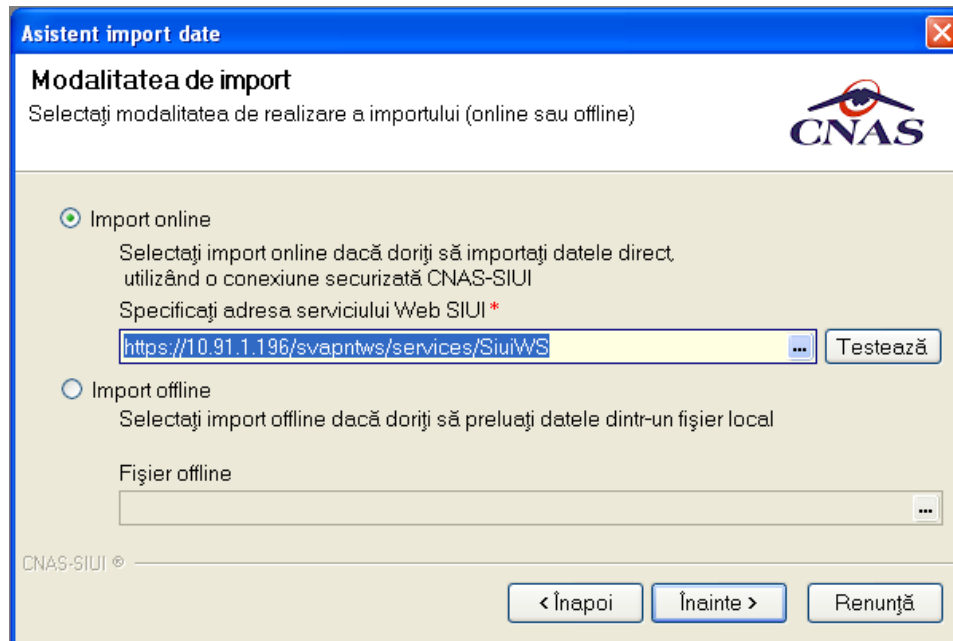 Asistent import date
Modalitatea de import
Selectaţi modalitatea de realizare a importului (online sau offline)
CNAS
Import online
Selectaţi import online dacă doriţi să importaţi datele direct,
utilizând o conexiune securizată CNAS-SIUI
Specificaţi adresa serviciului Web SIUI *
https://10.91.1.196/svapntws/services/SiuiWS ... Testează
Import offline
Selectaţi import offline dacă doriţi să preluaţi datele dintr-un fişier local
Fişier offline
...
CNAS-SIUI ®
< Înapoi Înainte > Renunţă